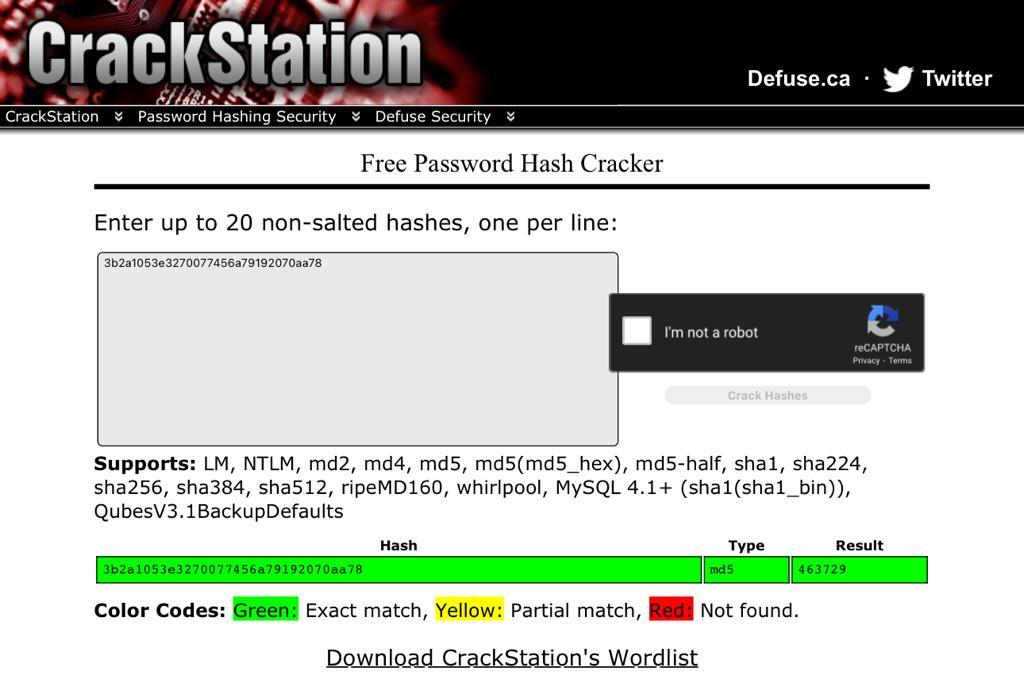 CrackStation
Defuse.ca · Twitter
CrackStation Password Hashing Security Defuse Security
Free Password Hash Cracker
Enter up to 20 non-salted hashes, one per line:
3b2a1053e3270077456a79192070aa78
I'm not a robot
reCAPTCHA
Privacy - Terms
Crack Hashes
Supports: LM, NTLM, md2, md4, md5, md5(md5_hex), md5-half, sha1, sha224,
sha256, sha384, sha512, ripeMD160, whirlpool, MySQL 4.1+ (sha1(sha1_bin)),
QubesV3.1BackupDefaults
Hash Type Result
3b2a1053e3270077456a79192070aa78 md5 463729
Color Codes: Green: Exact match, Yellow: Partial match, Red: Not found.
Download CrackStation's Wordlist